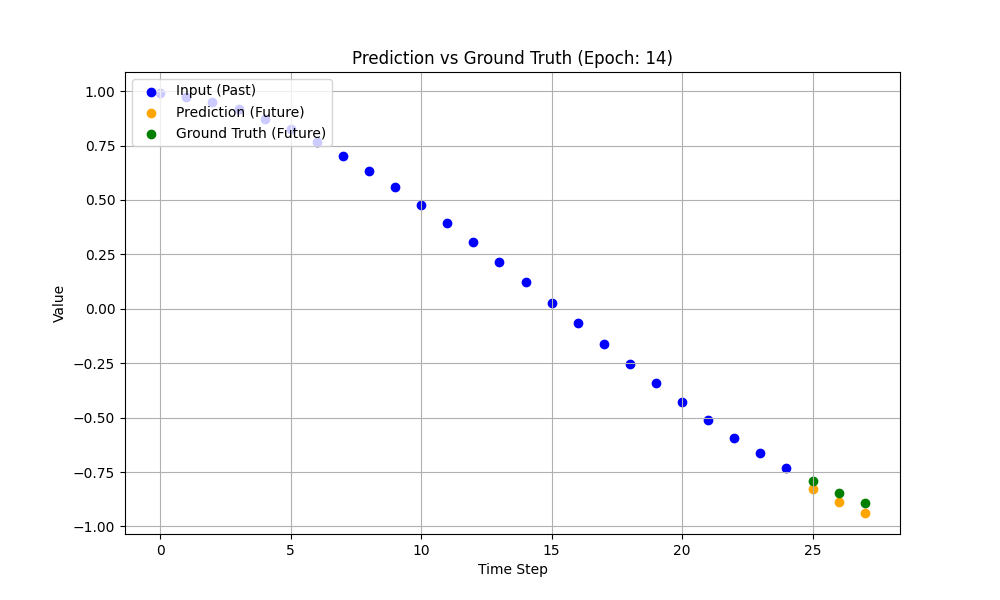 Prediction vs Ground Truth (Epoch: 14)
Input (Past)
Prediction (Future)
Ground Truth (Future)
1.00
0.75
0.50
0.25
0.00
−0.25
−0.50
−0.75
−1.00
Value
0 5 10 15 20 25
Time Step